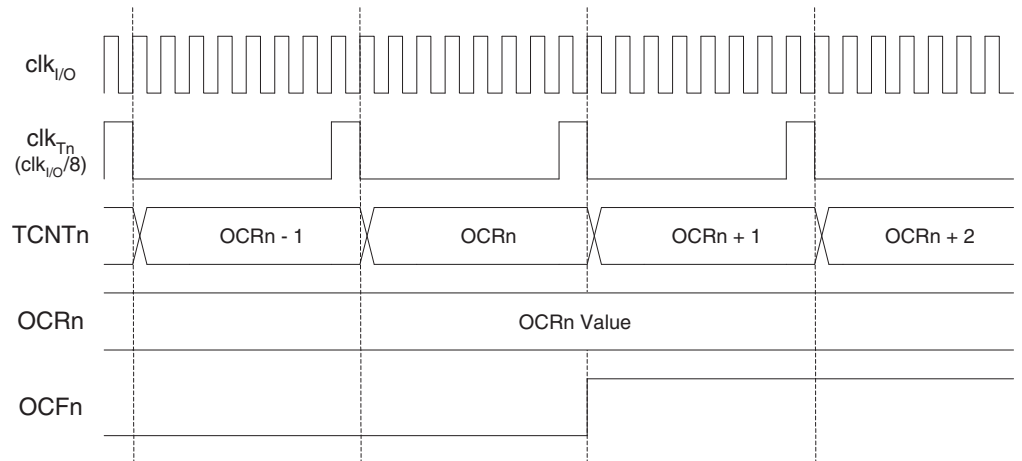 clkI/O
clkTn
(clkI/O/8)
TCNTn
OCRn - 1
OCRn
OCRn + 1
OCRn + 2
OCRn
OCRn Value
OCFn